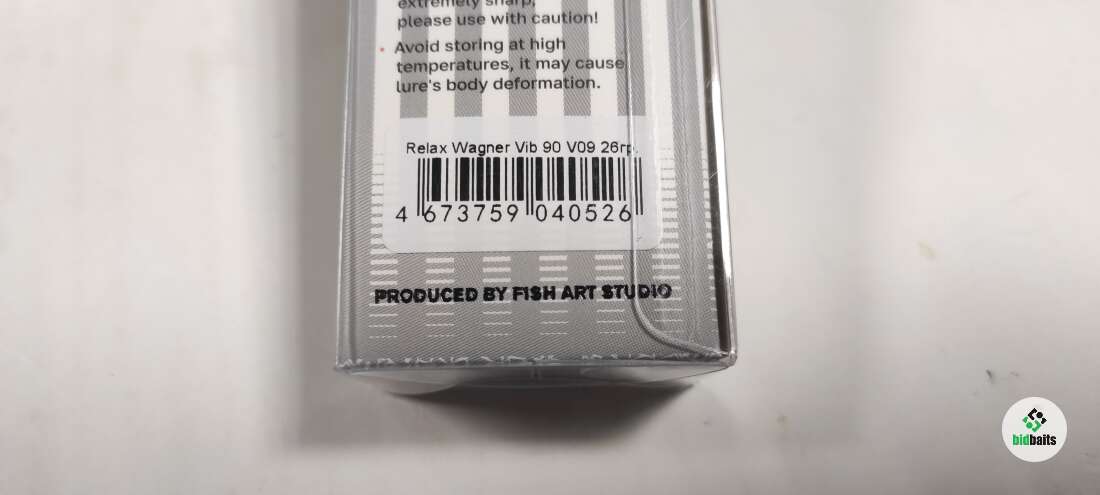 extremely sharp,
please use with caution!
Avoid storing at high
temperatures, it may cause
lure's body deformation.
Relax Wagner Vib 90 V09 26гр.
4 673759 040526
PRODUCED BY FISH ART STUDIO
bidbaits